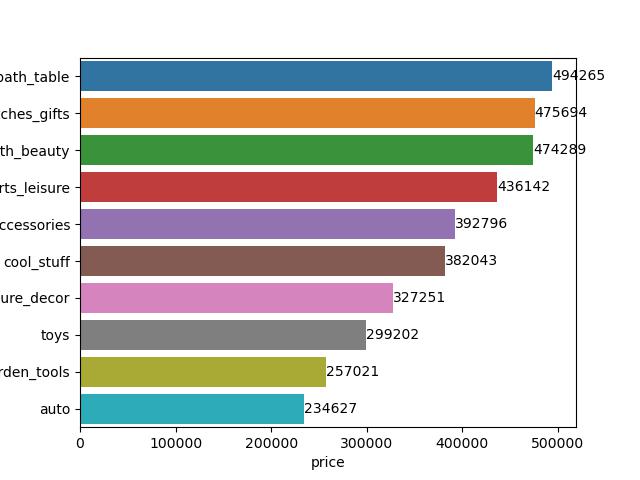 bath_table 494265
ches_gifts 475694
th_beauty 474289
rts_leisure 436142
ccessories 392796
cool_stuff 382043
ure_decor 327251
toys 299202
rden_tools 257021
auto 234627
0 100000 200000 300000 400000 500000
price